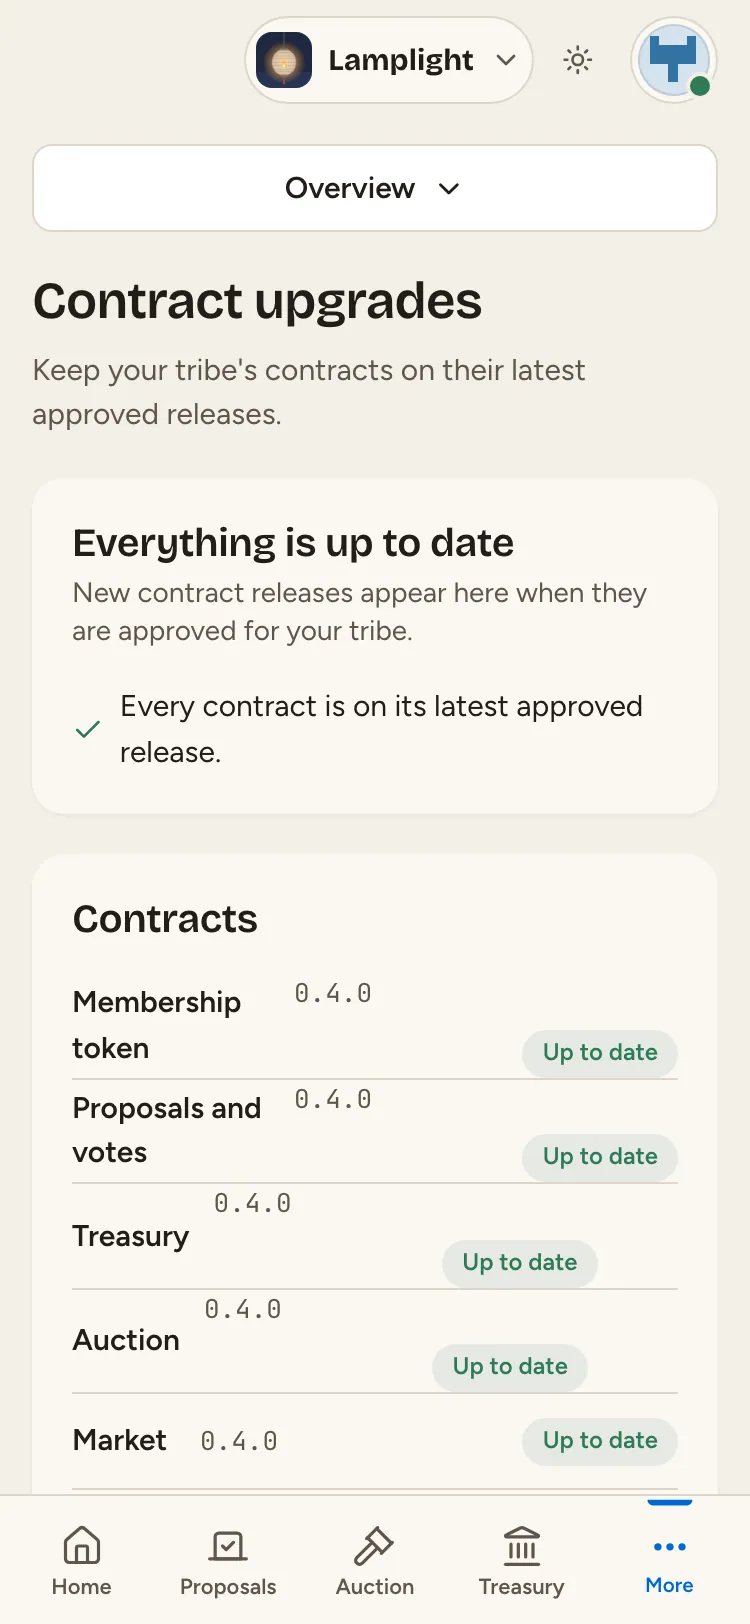 Lamplight
Overview
Contract upgrades
Keep your tribe's contracts on their latest
approved releases.
Everything is up to date
New contract releases appear here when they
are approved for your tribe.
Every contract is on its latest approved
release.
Contracts
Membership
token
0.4.0
Up to date
Proposals and
votes
0.4.0
Up to date
Treasury
0.4.0
Up to date
Auction
0.4.0
Up to date
Market
0.4.0
Up to date
Home
Proposals
Auction
Treasury
More